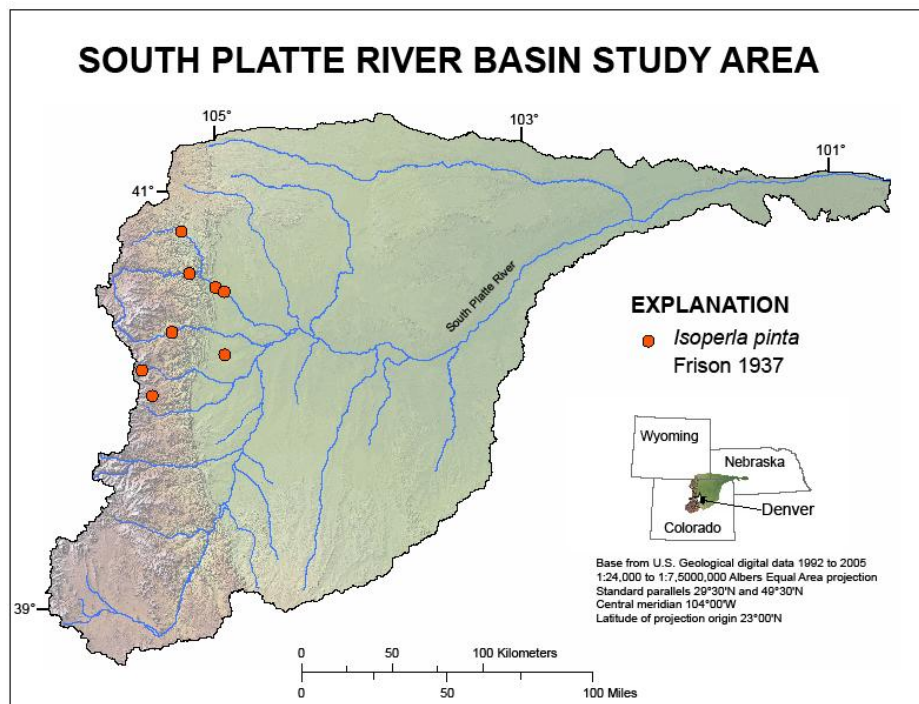 SOUTH PLATTE RIVER BASIN STUDY AREA
105°
103°
101°
41°
South Platte River
EXPLANATION
Isoperla pinta
Frison 1937
Wyoming
Nebraska
Denver
Colorado
Base from U.S. Geological digital data 1992 to 2005
1:24,000 to 1:7,5000,000 Albers Equal Area projection
Standard parallels 29°30'N and 49°30'N
Central meridian 104°00'W
Latitude of projection origin 23°00'N
39°
0 50 100 Kilometers
0 50 100 Miles